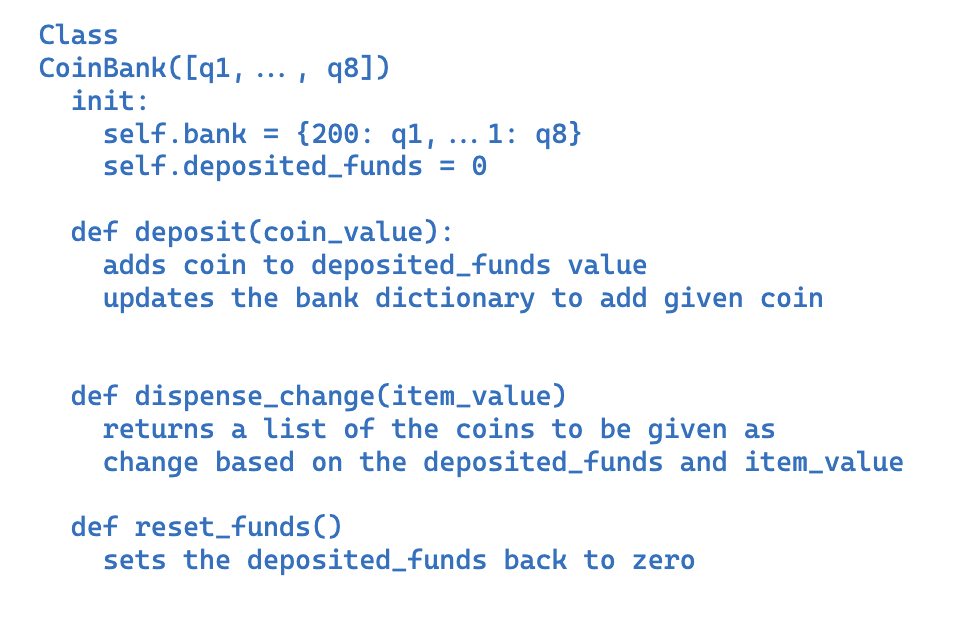 Class
CoinBank([q1, ... , q8])
init:
self.bank = {200: q1, ... 1: q8}
self.deposited_funds = 0
def deposit(coin_value):
adds coin to deposited_funds value
updates the bank dictionary to add given coin
def dispense_change(item_value)
returns a list of the coins to be given as
change based on the deposited_funds and item_value
def reset_funds()
sets the deposited_funds back to zero